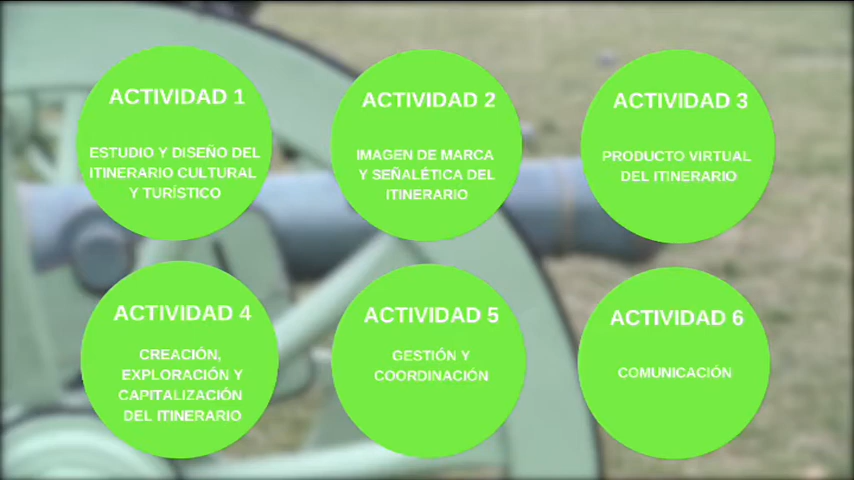 ACTIVIDAD 1
ESTUDIO Y DISEÑO DEL
ITINERARIO CULTURAL
Y TURÍSTICO
ACTIVIDAD 2
IMAGEN DE MARCA
Y SEÑALÉTICA DEL
ITINERARIO
ACTIVIDAD 3
PRODUCTO VIRTUAL
DEL ITINERARIO
ACTIVIDAD 4
CREACIÓN,
EXPLORACIÓN Y
CAPITALIZACIÓN
DEL ITINERARIO
ACTIVIDAD 5
GESTIÓN Y
COORDINACIÓN
ACTIVIDAD 6
COMUNICACIÓN